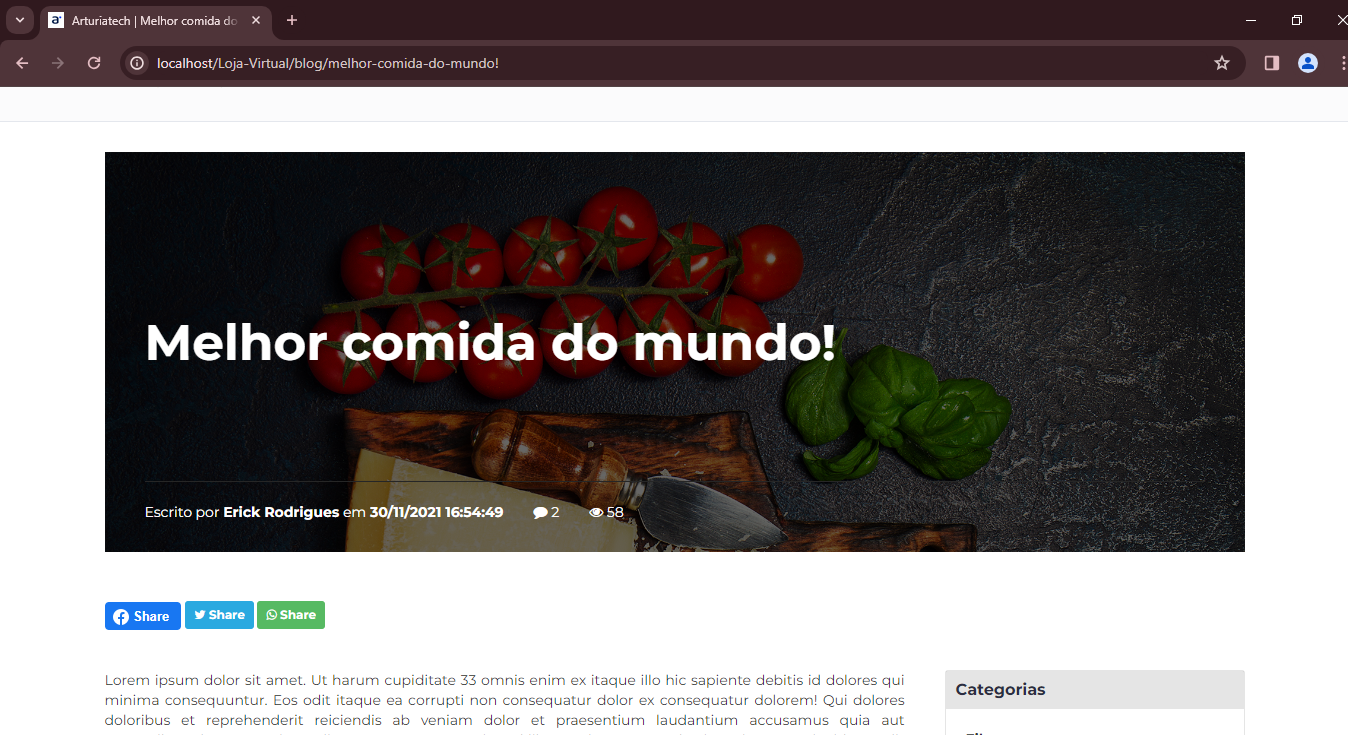 Arturiatech | Melhor comida do
localhost/Loja-Virtual/blog/melhor-comida-do-mundo!
Melhor comida do mundo!
Escrito por Erick Rodrigues em 30/11/2021 16:54:49 2 58
Share Share Share
Lorem ipsum dolor sit amet. Ut harum cupiditate 33 omnis enim ex itaque illo hic sapiente debitis id dolores qui
minima consequuntur. Eos odit itaque ea corrupti non consequatur dolor ex consequatur dolorem! Qui dolores
doloribus et reprehenderit reiciendis ab veniam dolor et praesentium laudantium accusamus quia aut
Categorias